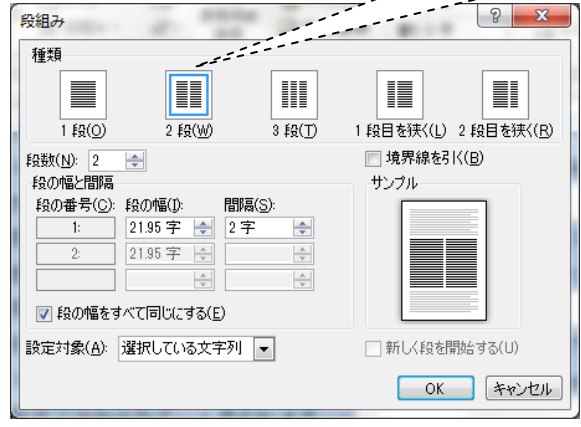 段組み
種類
1 段(O) 2 段(W) 3 段(T) 1 段目を狭く(L) 2 段目を狭く(R)
段数(N): 2 境界線を引く(B)
段の幅と間隔 サンプル
段の番号(C): 段の幅(I): 間隔(S):
1: 21.95 字 2 字
2: 21.95 字
段の幅をすべて同じにする(E)
設定対象(A): 選択している文字列 新しく段を開始する(U)
OK キャンセル